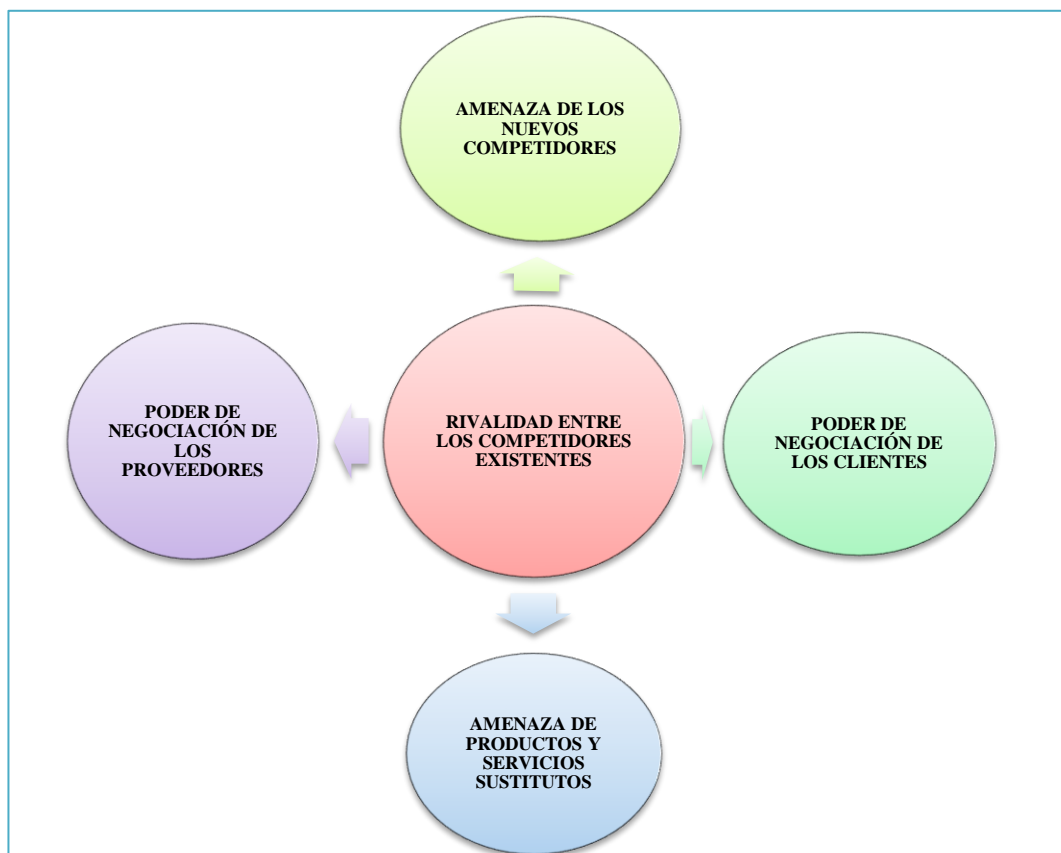 AMENAZA DE LOS
NUEVOS
COMPETIDORES
PODER DE
NEGOCIACIÓN DE
LOS
PROVEEDORES
RIVALIDAD ENTRE
LOS COMPETIDORES
EXISTENTES
PODER DE
NEGOCIACIÓN DE
LOS CLIENTES
AMENAZA DE
PRODUCTOS Y
SERVICIOS
SUSTITUTOS